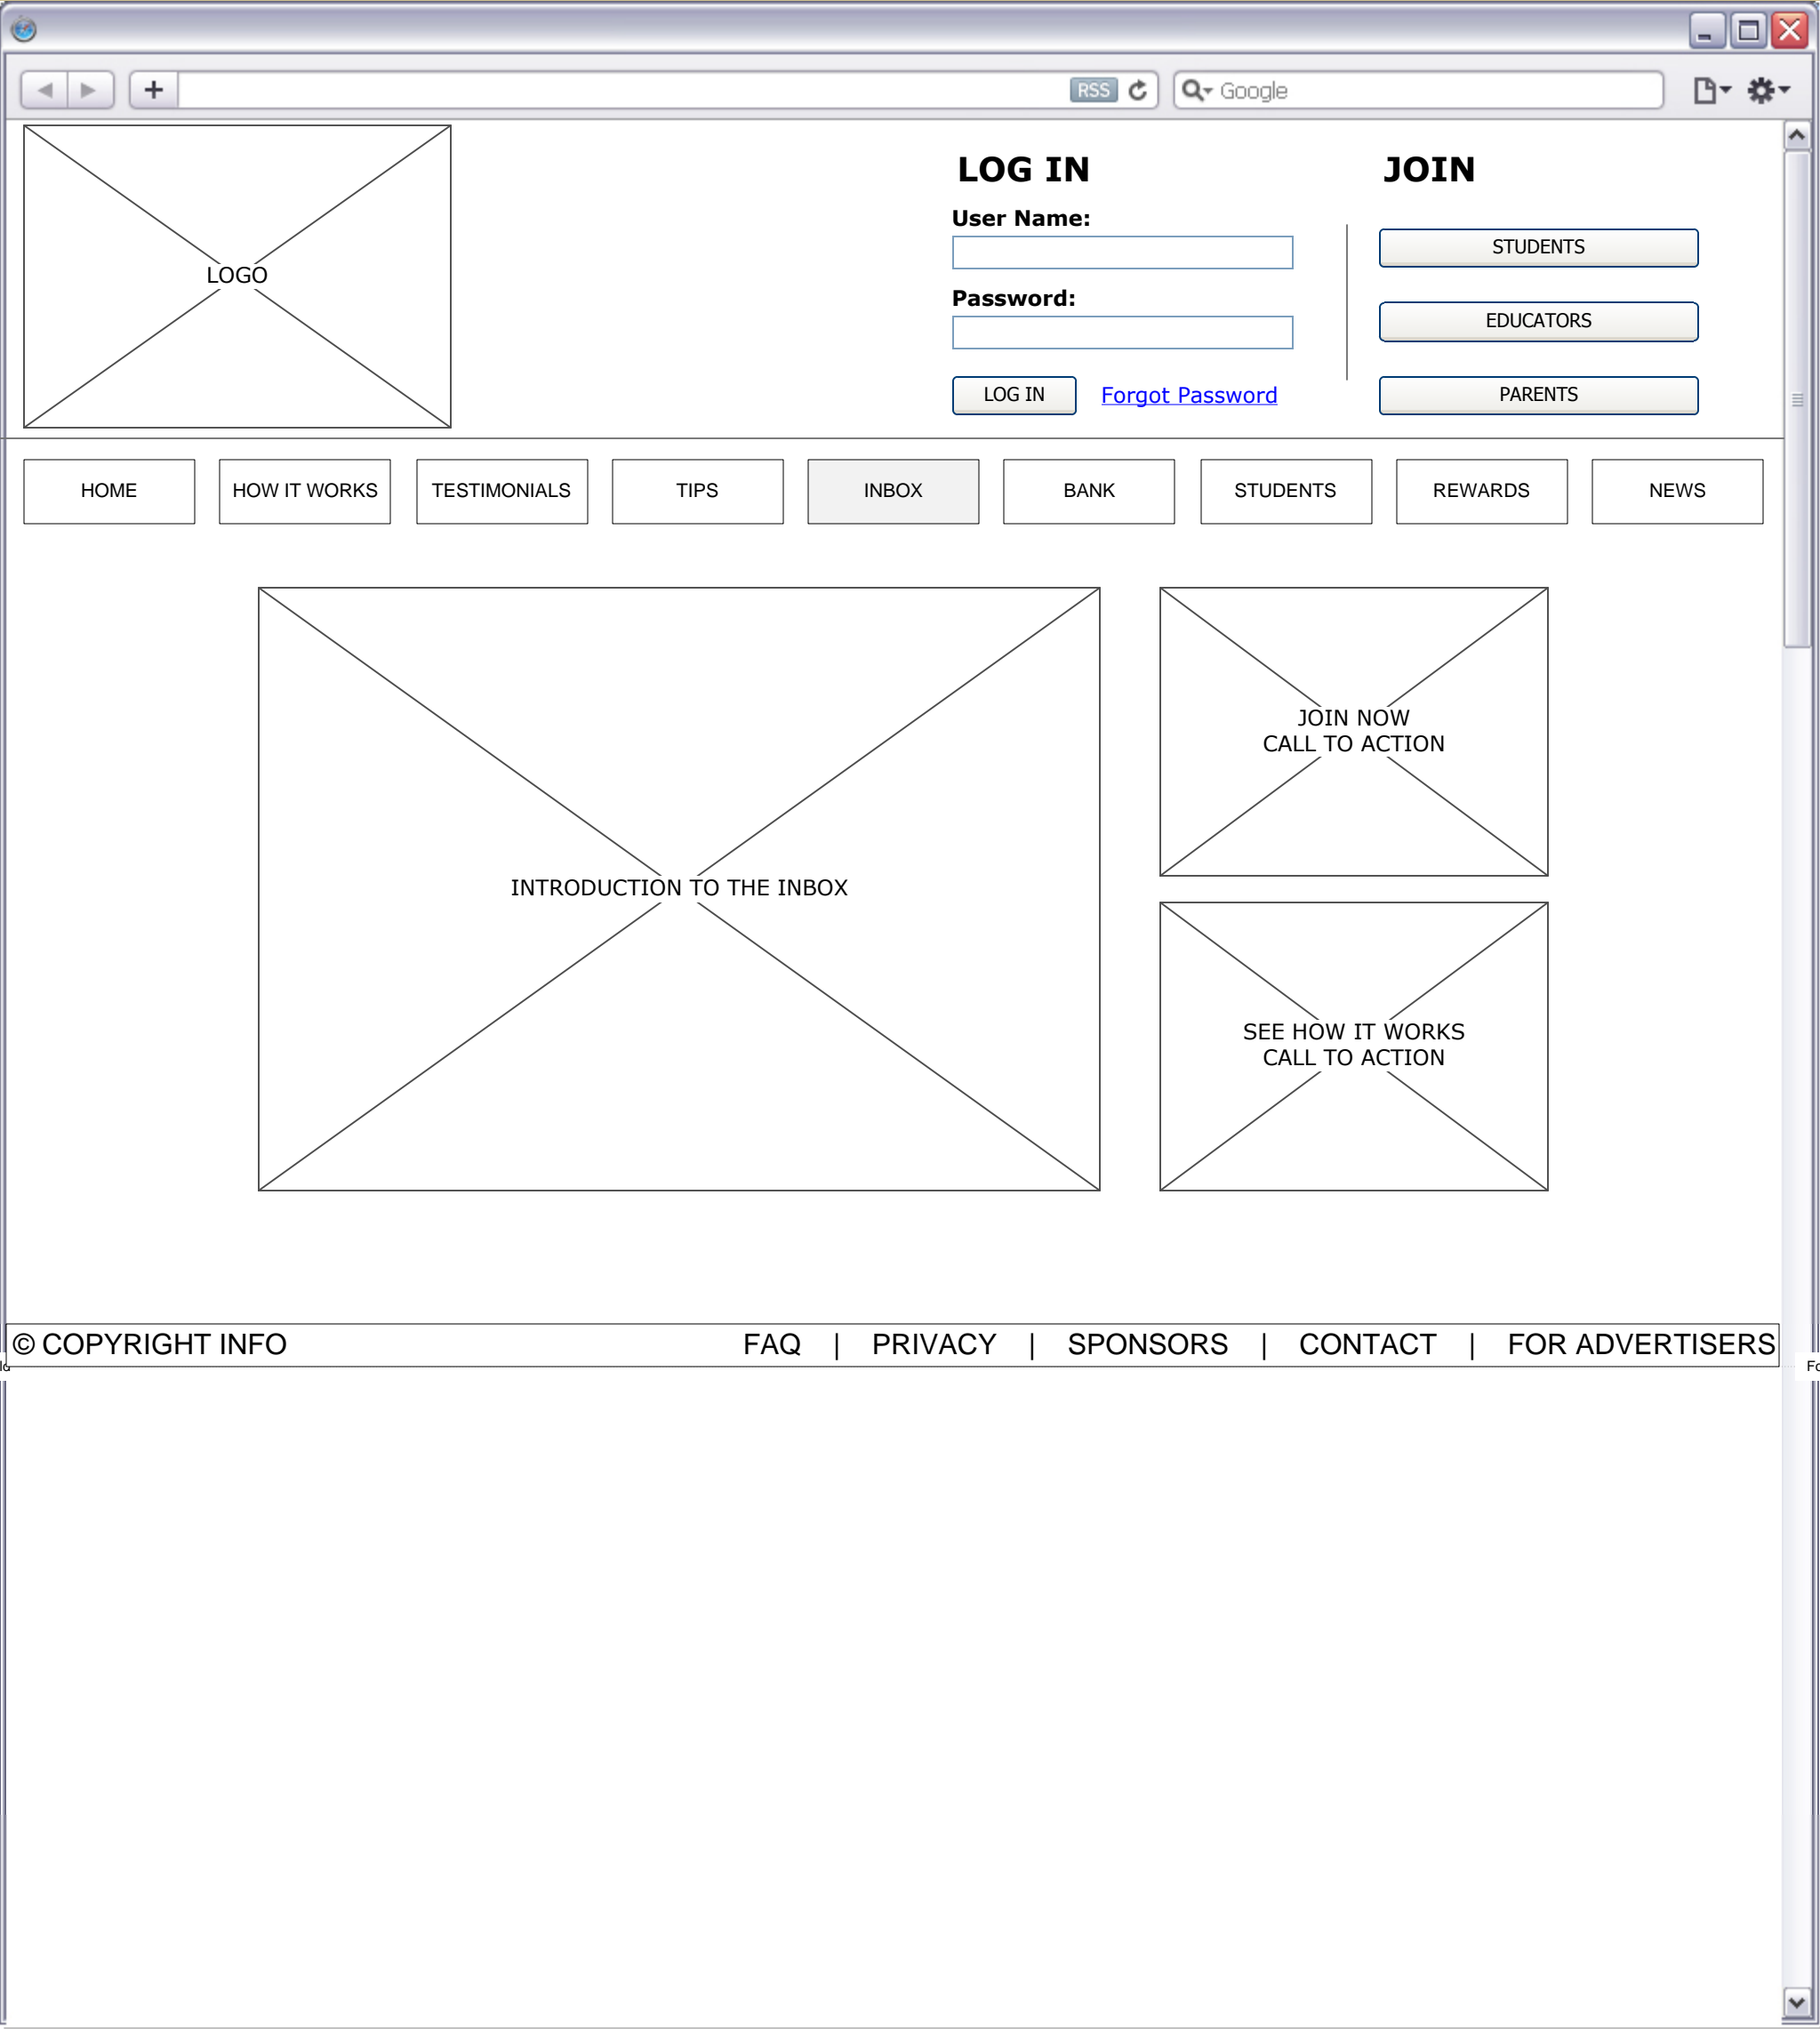 RSS
Google
LOGO
LOG IN
User Name:
Password:
LOG IN Forgot Password
JOIN
STUDENTS
EDUCATORS
PARENTS
HOME HOW IT WORKS TESTIMONIALS TIPS INBOX BANK STUDENTS REWARDS NEWS
INTRODUCTION TO THE INBOX
JOIN NOW
CALL TO ACTION
SEE HOW IT WORKS
CALL TO ACTION
© COPYRIGHT INFO FAQ | PRIVACY | SPONSORS | CONTACT | FOR ADVERTISERS